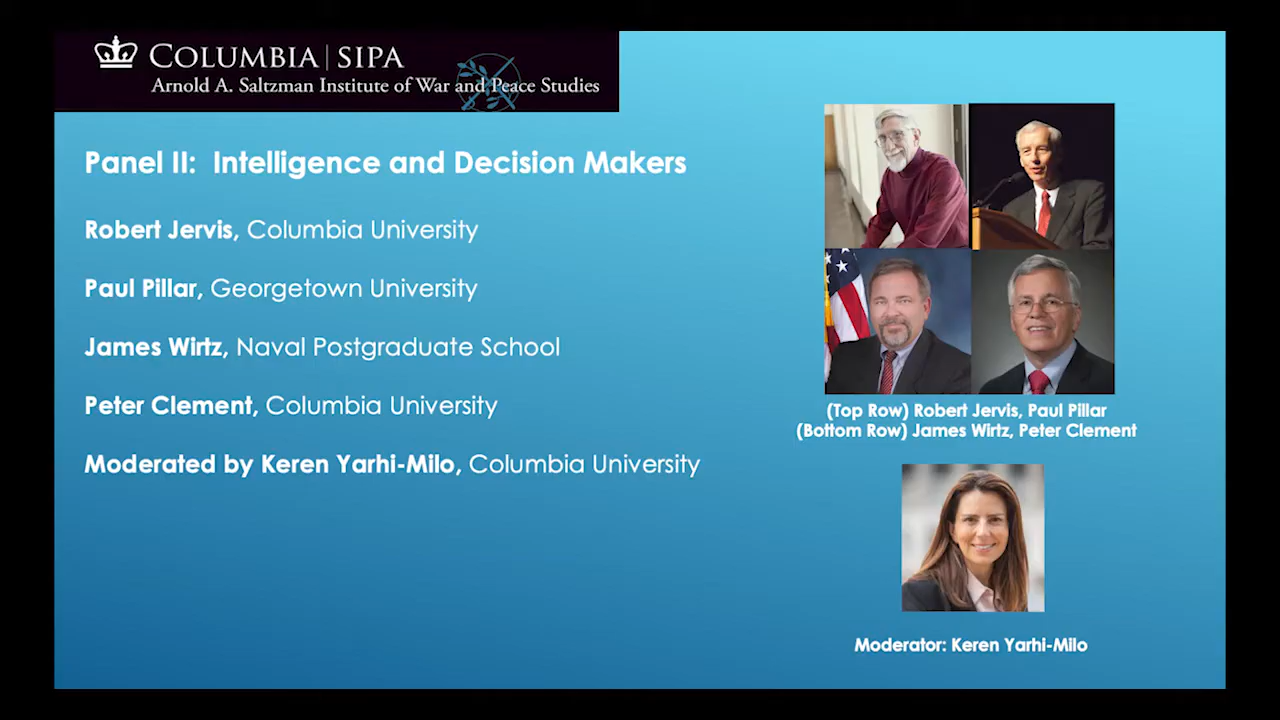 COLUMBIA | SIPA
Arnold A. Saltzman Institute of War and Peace Studies
Panel II: Intelligence and Decision Makers
Robert Jervis, Columbia University
Paul Pillar, Georgetown University
James Wirtz, Naval Postgraduate School
Peter Clement, Columbia University
Moderated by Keren Yarhi-Milo, Columbia University
(Top Row) Robert Jervis, Paul Pillar
(Bottom Row) James Wirtz, Peter Clement
Moderator: Keren Yarhi-Milo